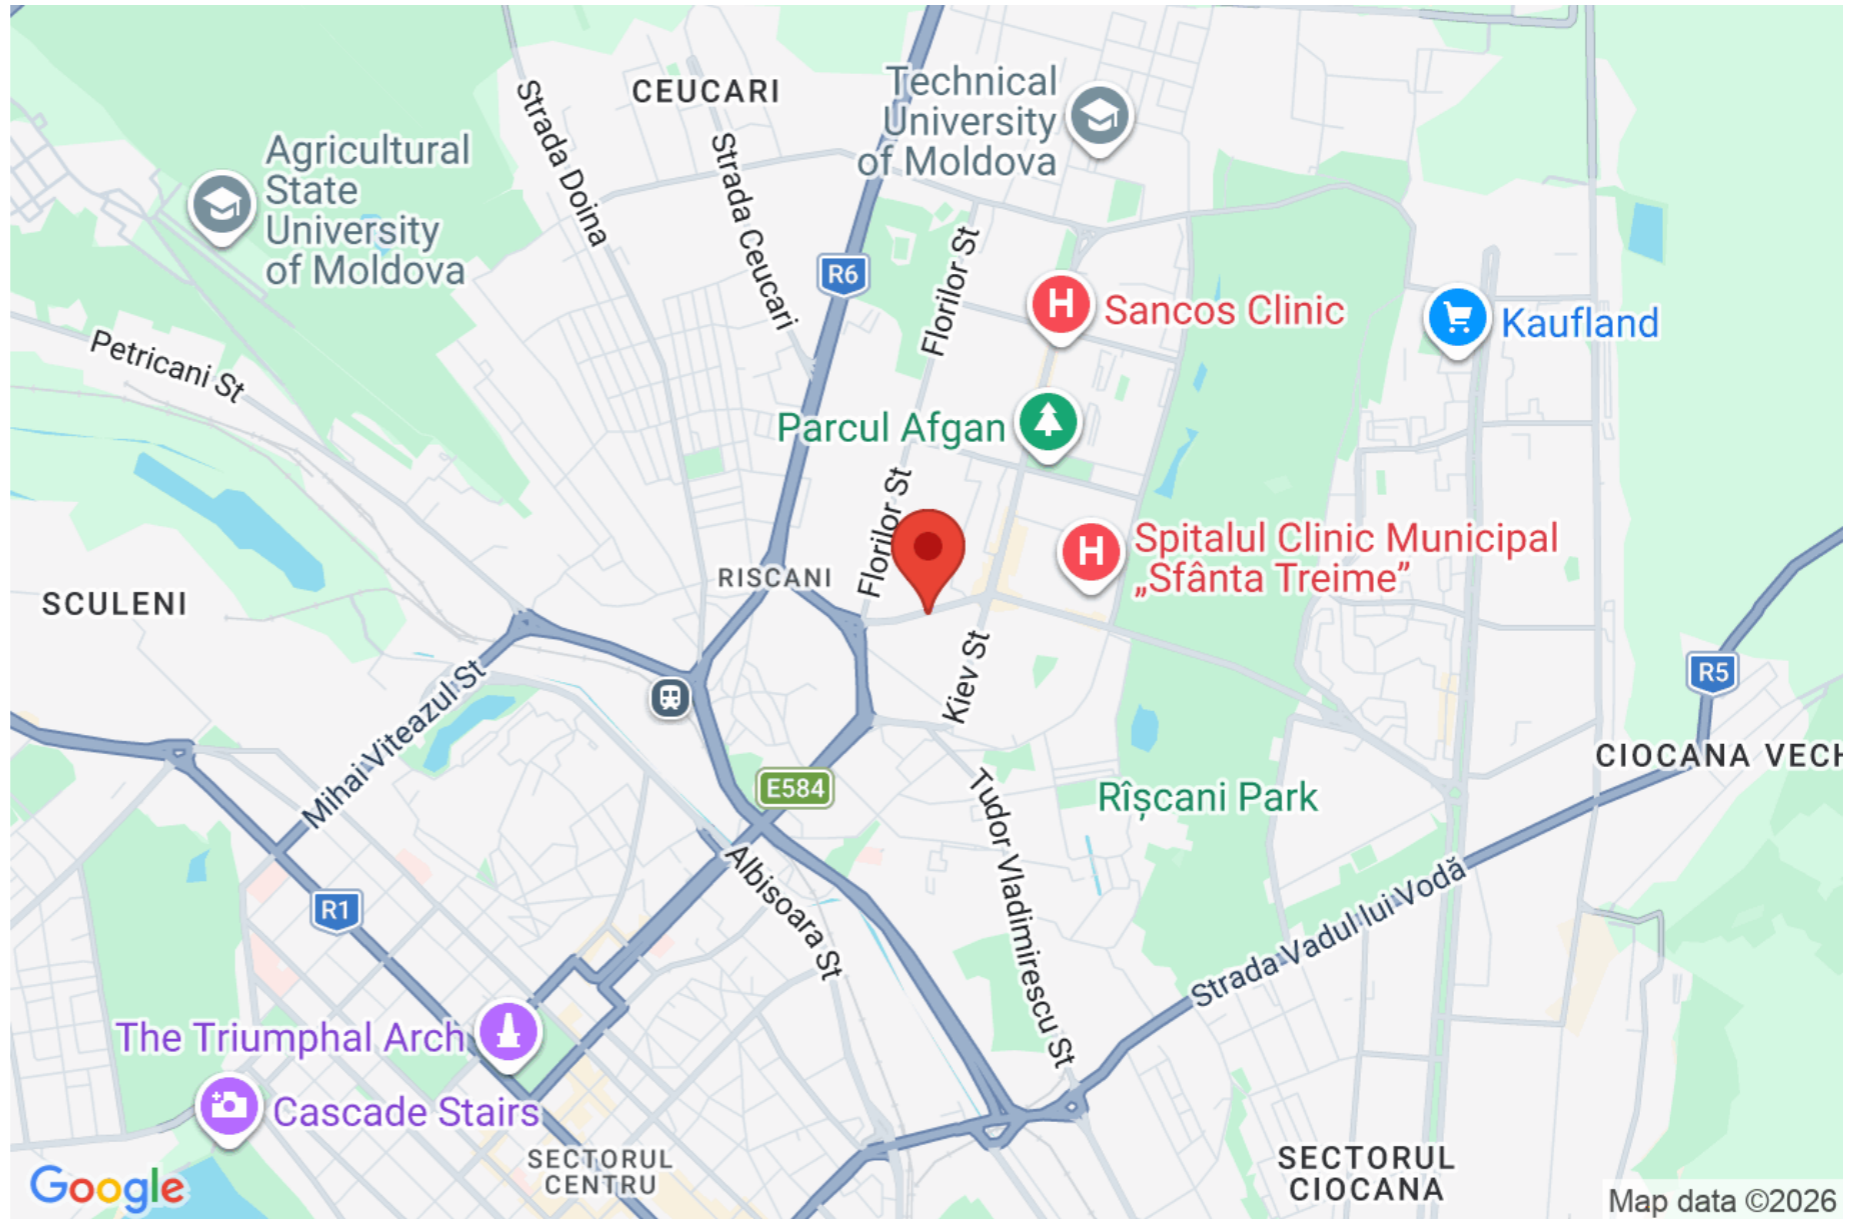 CEUCARI
Technical
University
of Moldova
Strada Doina
Strada Ceucari
Agricultural
State
University
of Moldova
R6
Florilor St
Sancos Clinic
Kaufland
Petricani St
Parcul Afgan
Florilor St
Spitalul Clinic Municipal
„Sfânta Treime”
RISCANI
SCULENI
Kiev St
R5
Mihai Viteazul St
CIOCANA VECH
E584
Rîșcani Park
Tudor Vladimirescu St
Albisoara St
R1
Strada Vadul lui Vodă
The Triumphal Arch
Cascade Stairs
SECTORUL
CENTRU
SECTORUL
CIOCANA
Google
Map data ©2026